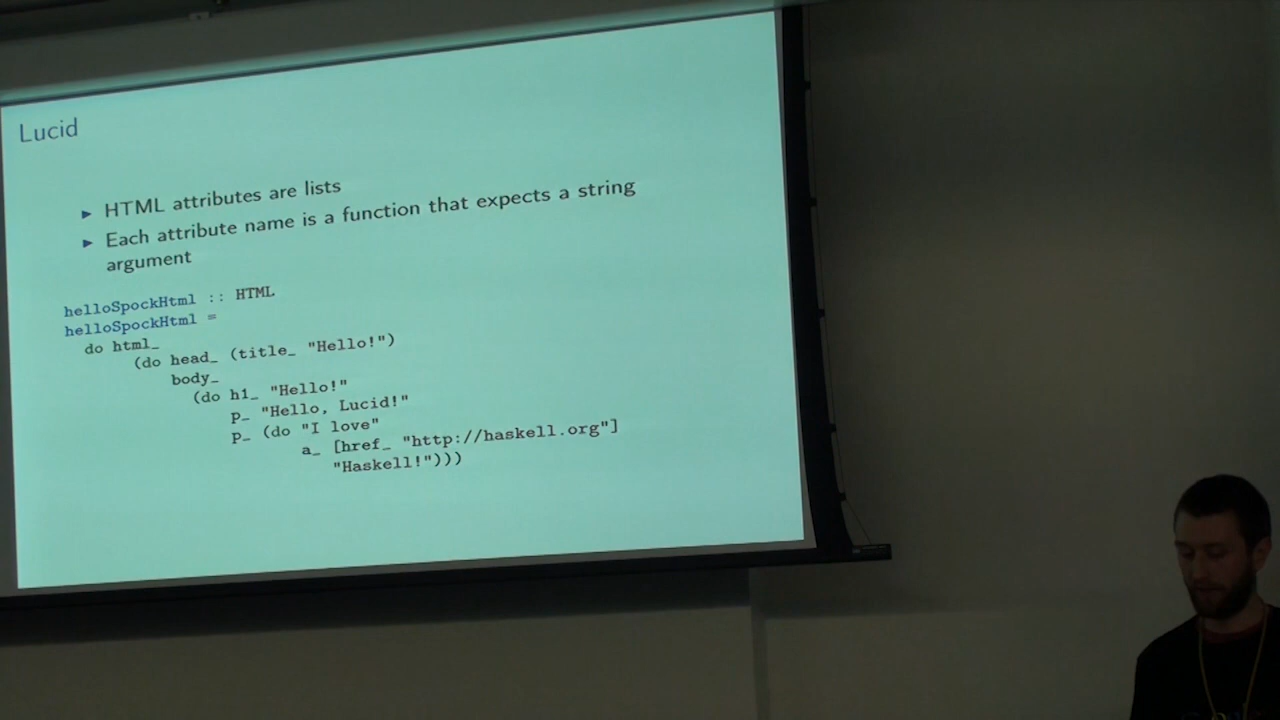 Lucid
HTML attributes are lists
Each attribute name is a function that expects a string
argument
helloSpockHtml :: HTML
helloSpockHtml =
do html_
(do head_ (title_ "Hello!")
body_
(do h1_ "Hello!"
p_ "Hello, Lucid!"
p_ (do "I love"
a_ [href_ "http://haskell.org"]
"Haskell!")))